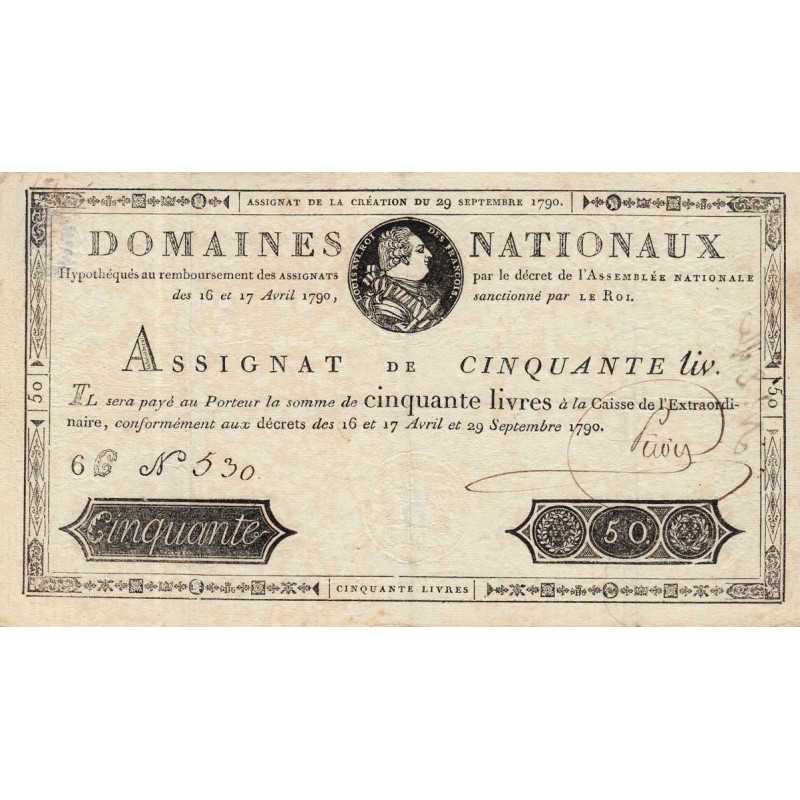 ASSIGNAT DE LA CRÉATION DU 29 SEPTEMBRE 1790.
DOMAINES NATIONAUX
LOUIS XVI. ROI DES FRANÇOIS.
Hypothéqués au remboursement des ASSIGNATS par le décret de l'ASSEMBLÉE NATIONALE
des 16 et 17 Avril 1790, sanctionné par LE ROI.
ASSIGNAT DE CINQUANTE liv.
IL sera payé au Porteur la somme de cinquante livres à la Caisse de l'Extraordi-
naire, conformément aux décrets des 16 et 17 Avril et 29 Septembre 1790.
50
50
6 C N° 530.
Cinquante
50
CINQUANTE LIVRES